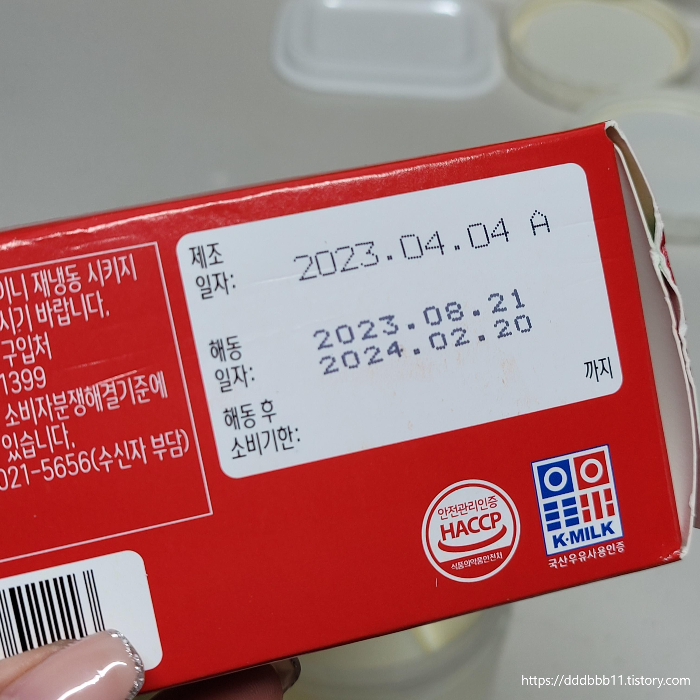 이니 재냉동 시키지
시기 바랍니다.
구입처
1399
소비자분쟁해결기준에
있습니다.
021-5656(수신자 부담)
제조
일자:
2023.04.04 A
해동
일자:
2023.08.21
2024.02.20
까지
해동 후
소비기한:
안전관리인증
HACCP
식품의약품안전처
K·MILK
국산우유사용인증
https://dddbbb11.tistory.com